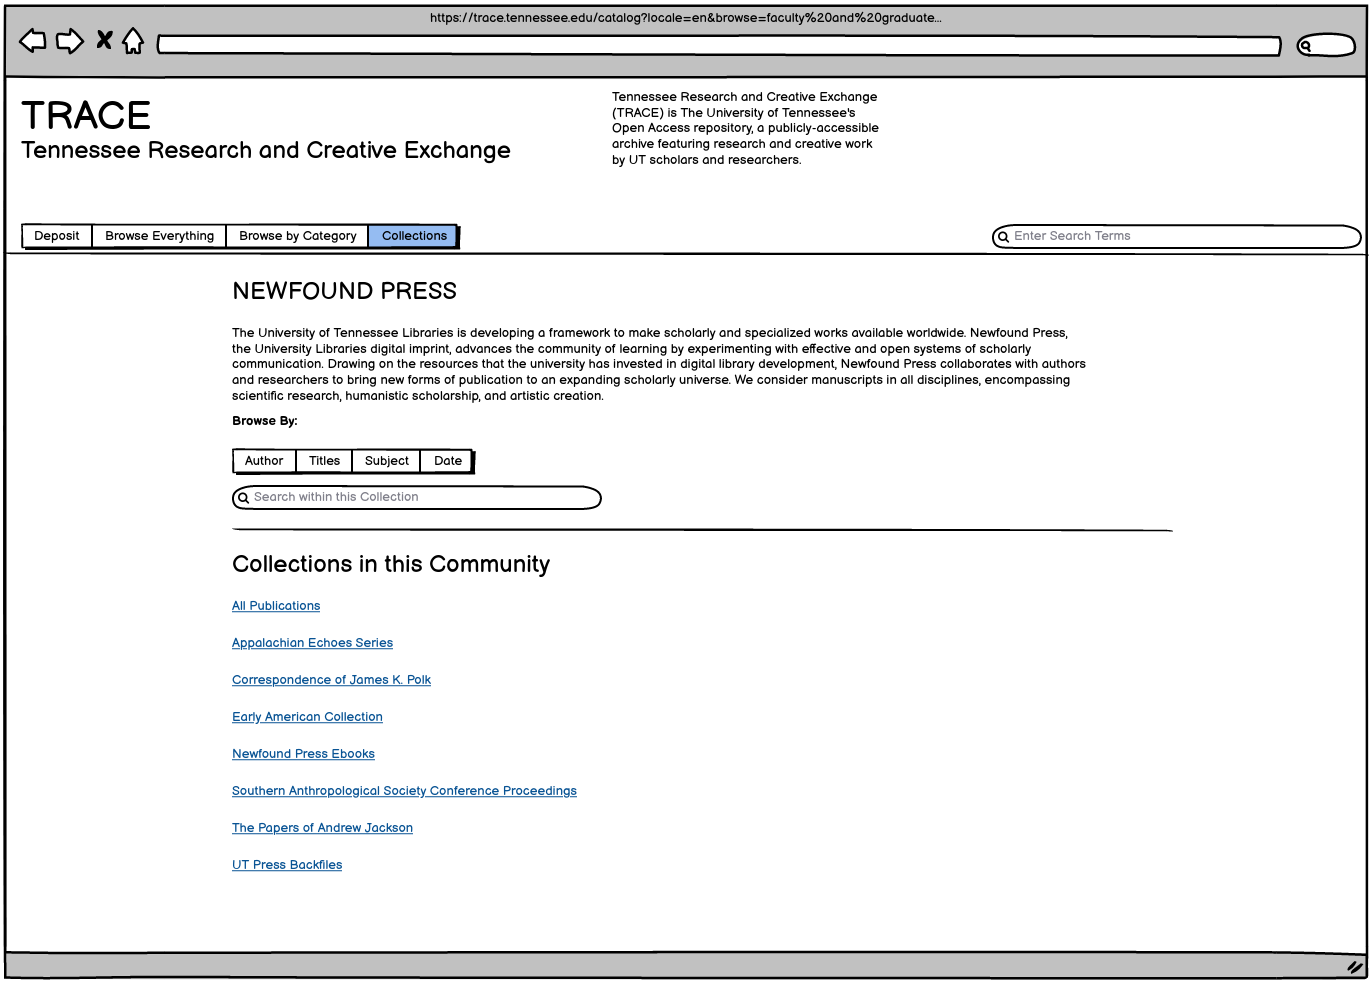 https://trace.tennessee.edu/catalog?locale=en&browse=faculty%20and%20graduate...
TRACE
Tennessee Research and Creative Exchange
Tennessee Research and Creative Exchange
(TRACE) is The University of Tennessee's
Open Access repository, a publicly-accessible
archive featuring research and creative work
by UT scholars and researchers.
Deposit Browse Everything Browse by Category Collections
Enter Search Terms
NEWFOUND PRESS
The University of Tennessee Libraries is developing a framework to make scholarly and specialized works available worldwide. Newfound Press,
the University Libraries digital imprint, advances the community of learning by experimenting with effective and open systems of scholarly
communication. Drawing on the resources that the university has invested in digital library development, Newfound Press collaborates with authors
and researchers to bring new forms of publication to an expanding scholarly universe. We consider manuscripts in all disciplines, encompassing
scientific research, humanistic scholarship, and artistic creation.
Browse By:
Author Titles Subject Date
Search within this Collection
Collections in this Community
All Publications
Appalachian Echoes Series
Correspondence of James K. Polk
Early American Collection
Newfound Press Ebooks
Southern Anthropological Society Conference Proceedings
The Papers of Andrew Jackson
UT Press Backfiles